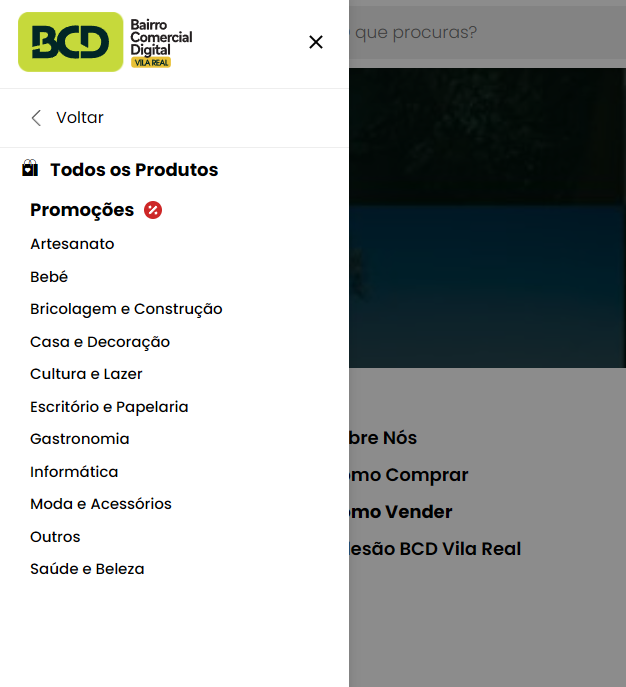 BCD
Bairro
Comercial
Digital
VILA REAL
que procuras?
Voltar
Todos os Produtos
Promoções
Artesanato
Bebé
Bricolagem e Construção
Casa e Decoração
Cultura e Lazer
Escritório e Papelaria
Gastronomia
Informática
Moda e Acessórios
Outros
Saúde e Beleza
bre Nós
omo Comprar
omo Vender
lesão BCD Vila Real